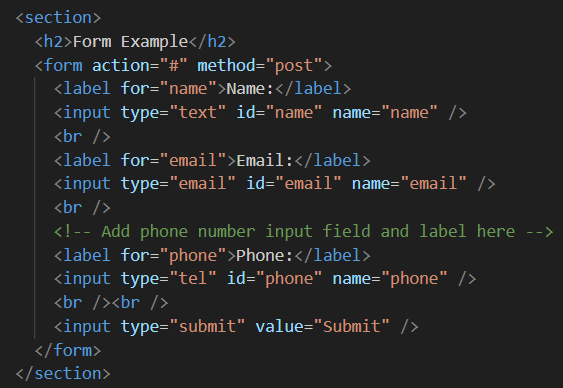 <section>
<h2>Form Example</h2>
<form action="#" method="post">
<label for="name">Name:</label>
<input type="text" id="name" name="name" />
<br />
<label for="email">Email:</label>
<input type="email" id="email" name="email" />
<br />
<!-- Add phone number input field and label here -->
<label for="phone">Phone:</label>
<input type="tel" id="phone" name="phone" />
<br /><br />
<input type="submit" value="Submit" />
</form>
</section>